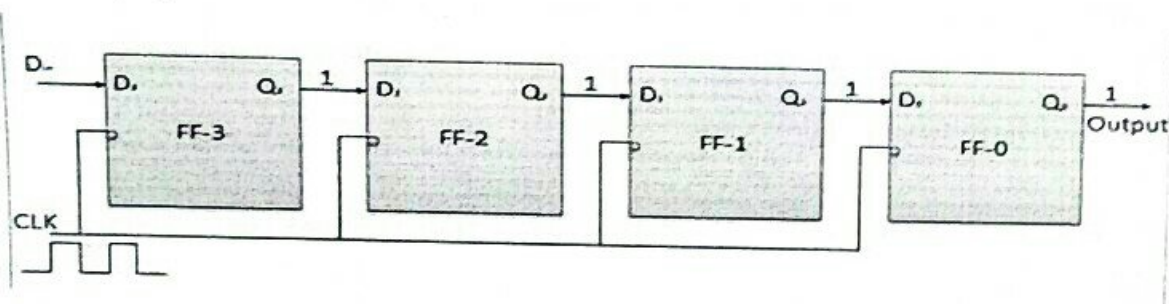 D-
D, Q, 1 D, Q, 1 D, Q, 1 D, Q, 1
Output
FF-3 FF-2 FF-1 FF-0
CLK